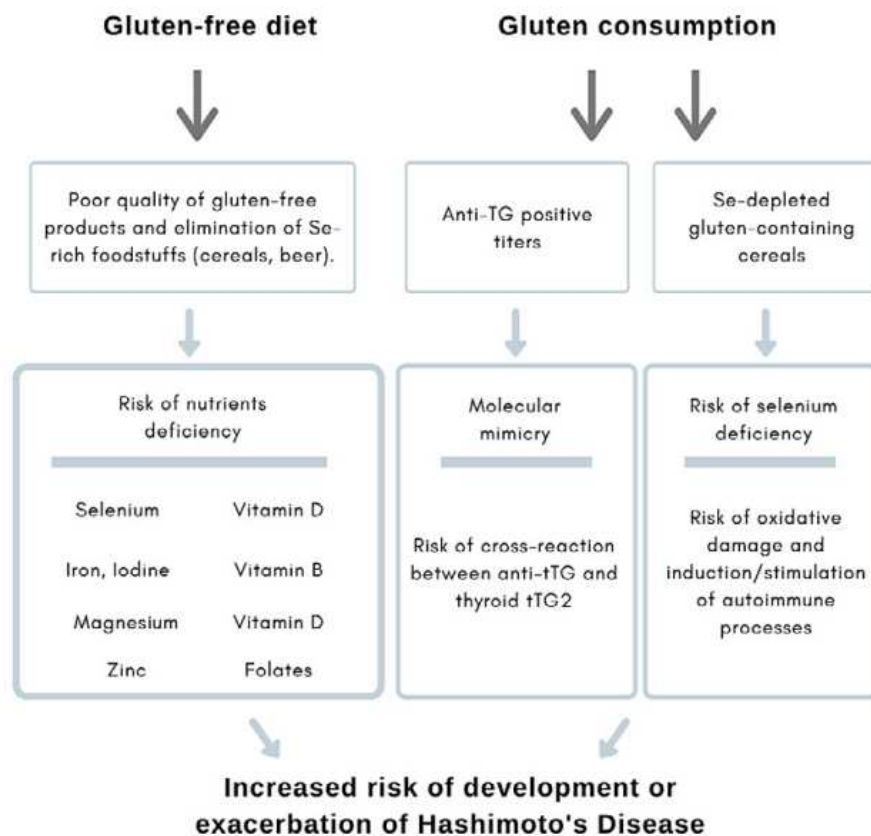 Gluten-free diet
Gluten consumption
Poor quality of gluten-free
products and elimination of Se-
rich foodstuffs (cereals, beer).
Anti-TG positive
titers
Se-depleted
gluten-containing
cereals
Risk of nutrients
deficiency
Selenium
Vitamin D
Iron, Iodine
Vitamin B
Magnesium
Vitamin D
Zinc
Folates
Molecular
mimicry
Risk of cross-reaction
between anti-tTG and
thyroid tTG2
Risk of selenium
deficiency
Risk of oxidative
damage and
induction/stimulation
of autoimmune
processes
Increased risk of development or
exacerbation of Hashimoto's Disease